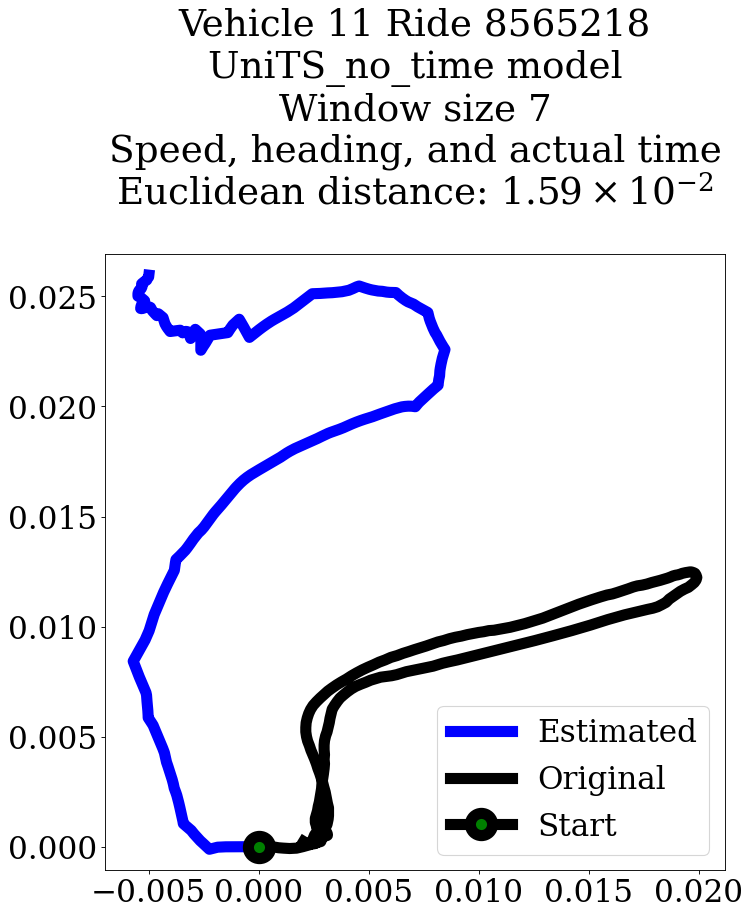 Vehicle 11 Ride 8565218
UniTS_no_time model
Window size 7
Speed, heading, and actual time
Euclidean distance: 1.59 × 10⁻²
0.025
0.020
0.015
0.010
0.005
0.000
Estimated
Original
Start
−0.005 0.000 0.005 0.010 0.015 0.020